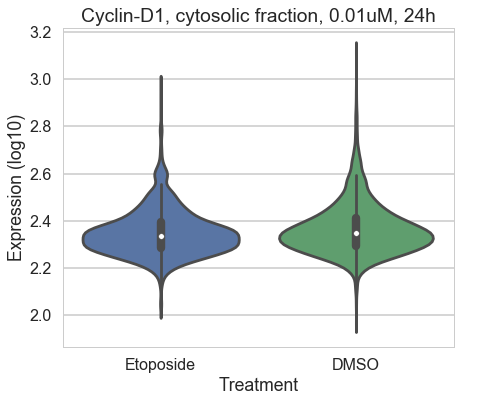 Cyclin-D1, cytosolic fraction, 0.01uM, 24h
Expression (log10)
3.2
3.0
2.8
2.6
2.4
2.2
2.0
Etoposide DMSO
Treatment